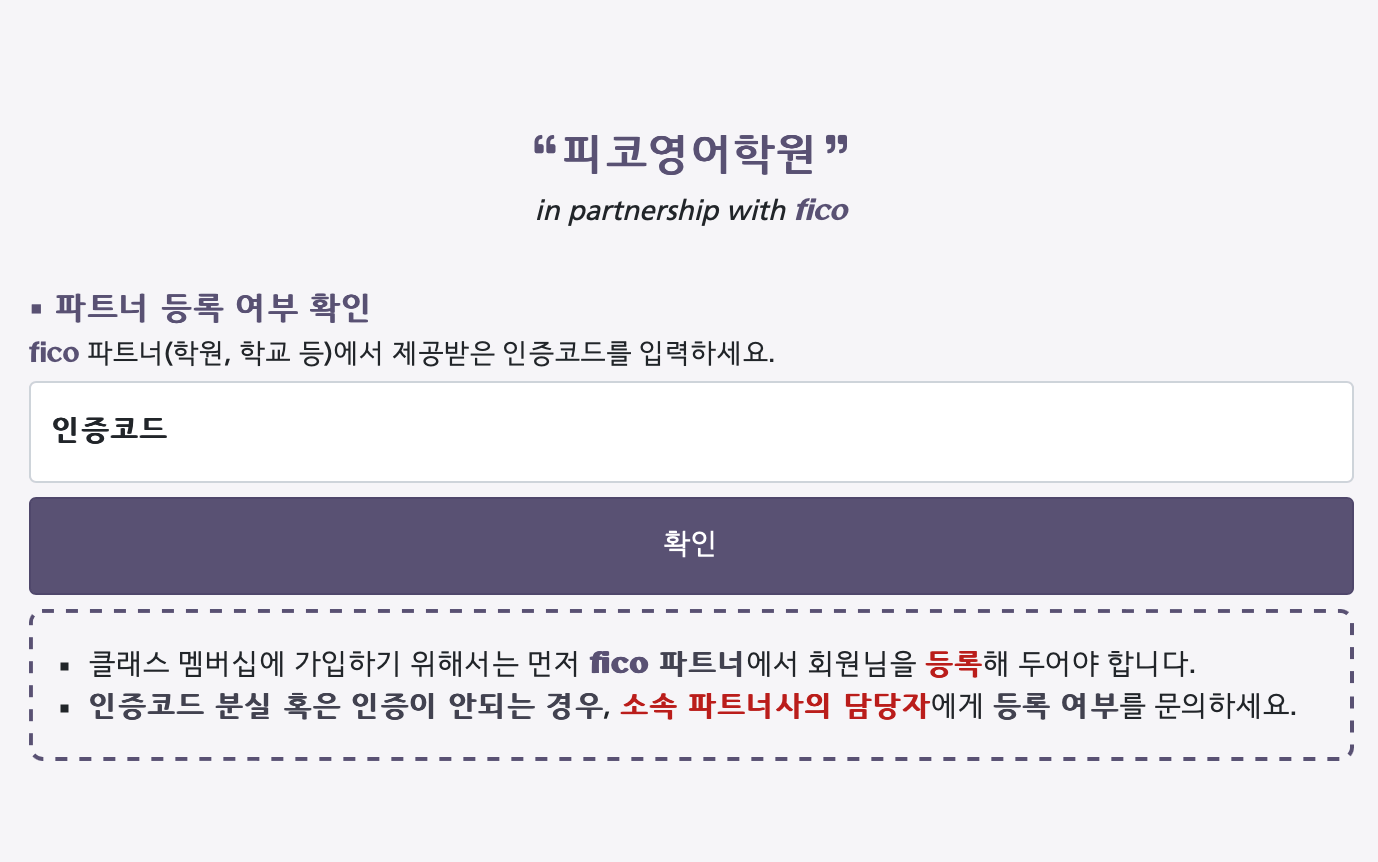 “피코영어학원”
in partnership with fico
▪ 파트너 등록 여부 확인
fico 파트너(학원, 학교 등)에서 제공받은 인증코드를 입력하세요.
인증코드
확인
▪ 클래스 멤버십에 가입하기 위해서는 먼저 fico 파트너에서 회원님을 등록해 두어야 합니다.
▪ 인증코드 분실 혹은 인증이 안되는 경우, 소속 파트너사의 담당자에게 등록 여부를 문의하세요.